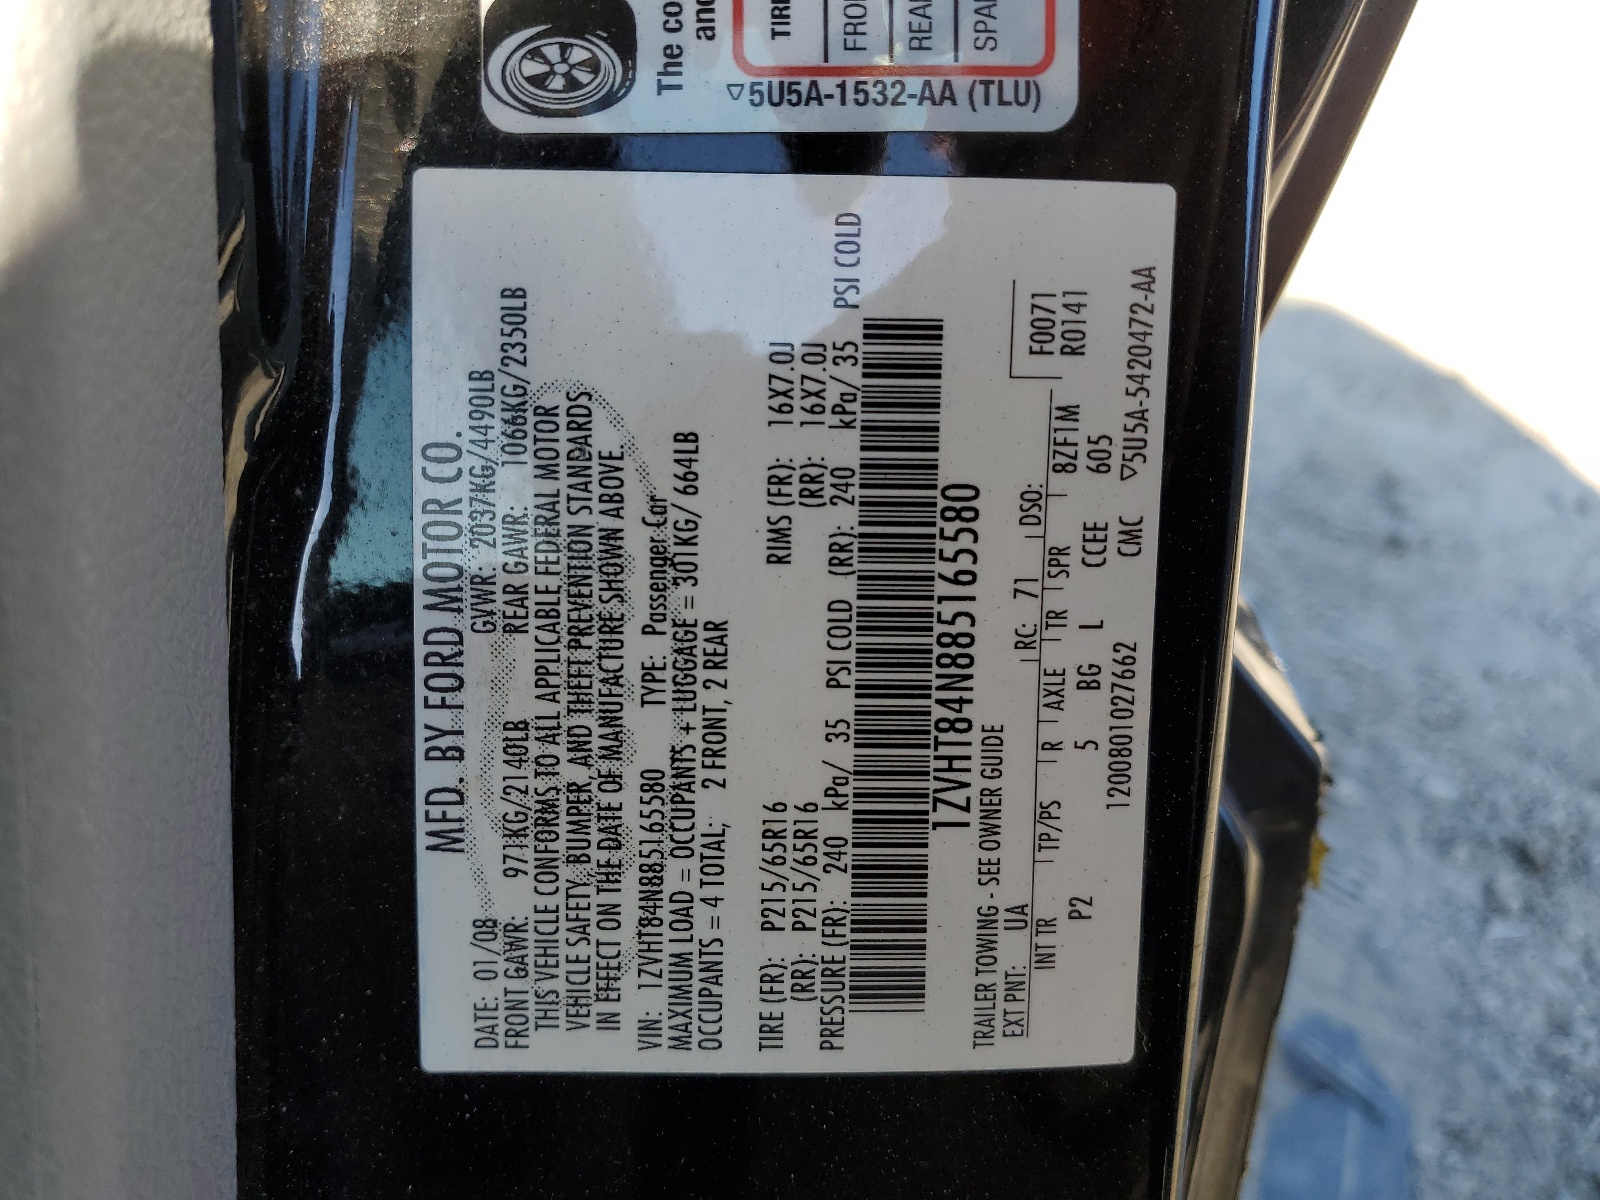 The co
and
TIRE
FRO
REA
SPA
▽5U5A-1532-AA (TLU)
MFD. BY FORD MOTOR CO.
DATE: 01/08 GVWR: 2037KG/4490LB
FRONT GAWR: 971KG/2140LB REAR GAWR: 1066KG/2350LB
THIS VEHICLE CONFORMS TO ALL APPLICABLE FEDERAL MOTOR
VEHICLE SAFETY, BUMPER, AND THEFT PREVENTION STANDARDS
IN EFFECT ON THE DATE OF MANUFACTURE SHOWN ABOVE.
VIN: 1ZVHT84N885165580 TYPE: Passenger Car
MAXIMUM LOAD = OCCUPANTS + LUGGAGE = 301KG/ 664LB
OCCUPANTS = 4 TOTAL, 2 FRONT, 2 REAR
TIRE (FR): P215/65R16 RIMS (FR): 16X7.0J
(RR): P215/65R16 (RR): 16X7.0J
PRESSURE (FR): 240 kPa/ 35 PSI COLD (RR): 240 kPa/ 35 PSI COLD
1ZVHT84N885165580
TRAILER TOWING - SEE OWNER GUIDE
EXT PNT: UA RC: 71 DSO:
F0071
R0141
INT TR TP/PS R AXLE TR SPR 8ZF1M
P2 5 BG L CCEE 605
120080102766​2 CMC ▽5U5A-5420472-AA